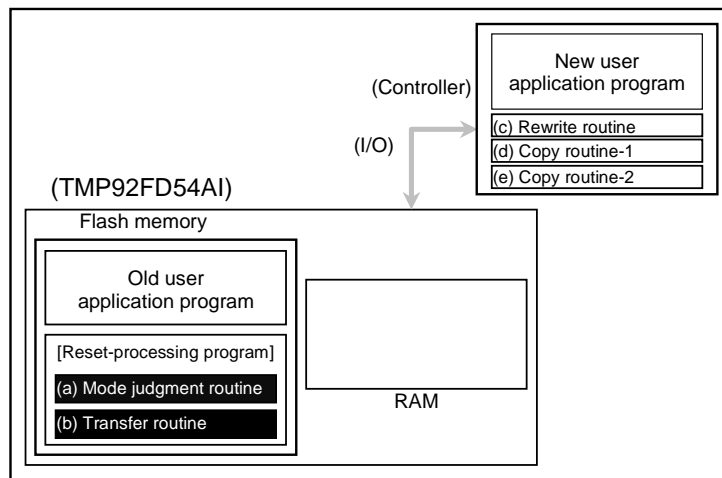 New user
application program
(Controller)
(c) Rewrite routine
(I/O)
(d) Copy routine-1
(e) Copy routine-2
(TMP92FD54AI)
Flash memory
Old user
application program
[Reset-processing program]
(a) Mode judgment routine
(b) Transfer routine
RAM